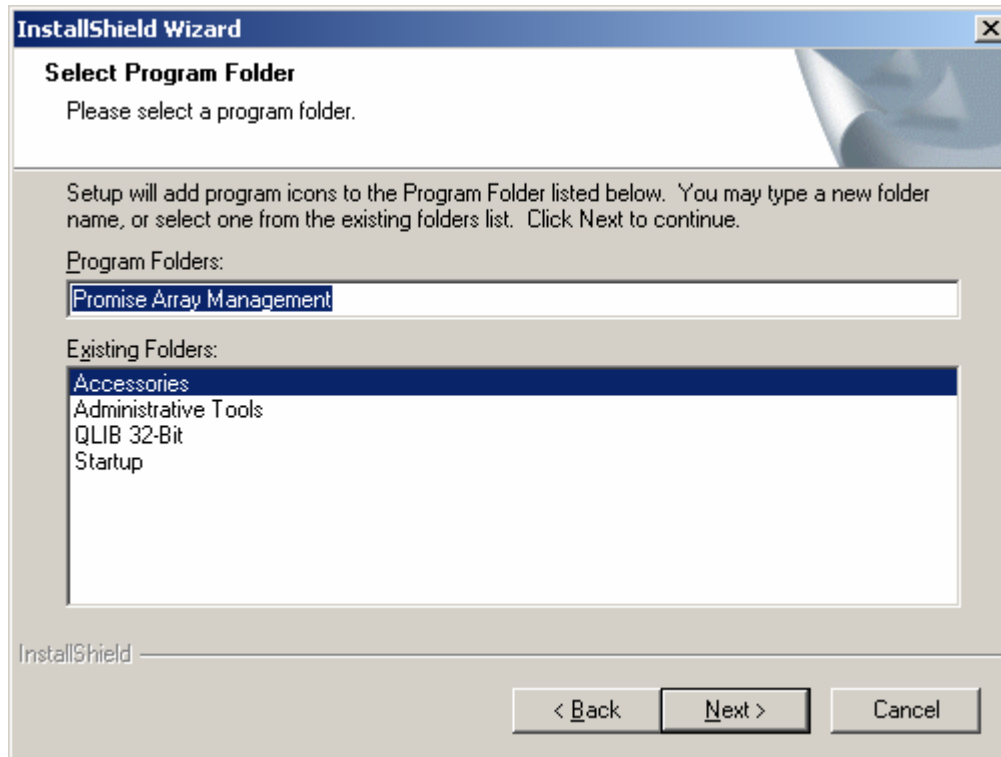 InstallShield Wizard
Select Program Folder
Please select a program folder.
Setup will add program icons to the Program Folder listed below.  You may type a new folder
name, or select one from the existing folders list.  Click Next to continue.
Program Folders:
Promise Array Management
Existing Folders:
Accessories
Administrative Tools
QLIB 32-Bit
Startup
InstallShield
< Back  Next >  Cancel